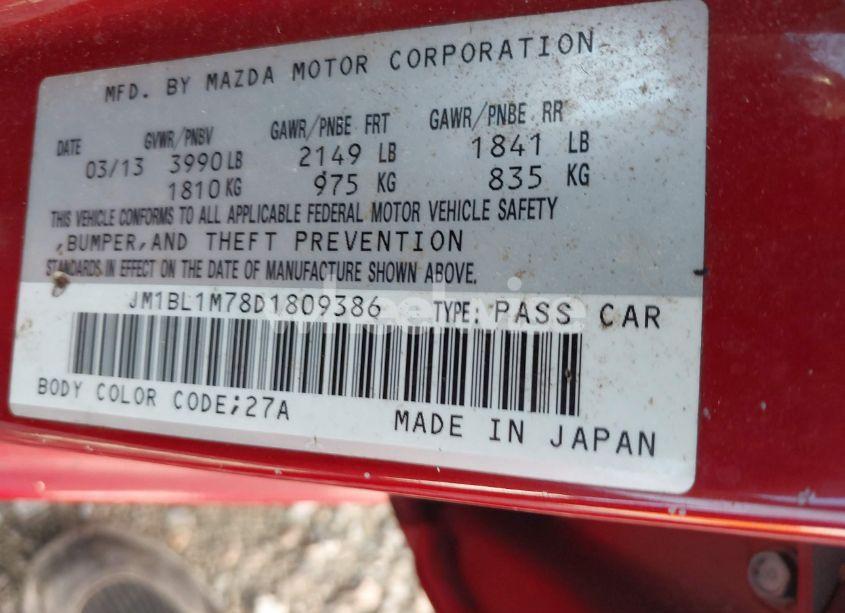 MFD. BY MAZDA MOTOR CORPORATION
DATE GVWR/PNBV GAWR/PNBE FRT GAWR/PNBE RR
03/13 3990 LB 2149 LB 1841 LB
1810 KG 975 KG 835 KG
THIS VEHICLE CONFORMS TO ALL APPLICABLE FEDERAL MOTOR VEHICLE SAFETY
,BUMPER,AND THEFT PREVENTION
STANDARDS IN EFFECT ON THE DATE OF MANUFACTURE SHOWN ABOVE.
JM1BL1M78D1809386 TYPE: PASS CAR
BODY COLOR CODE;27A
MADE IN JAPAN